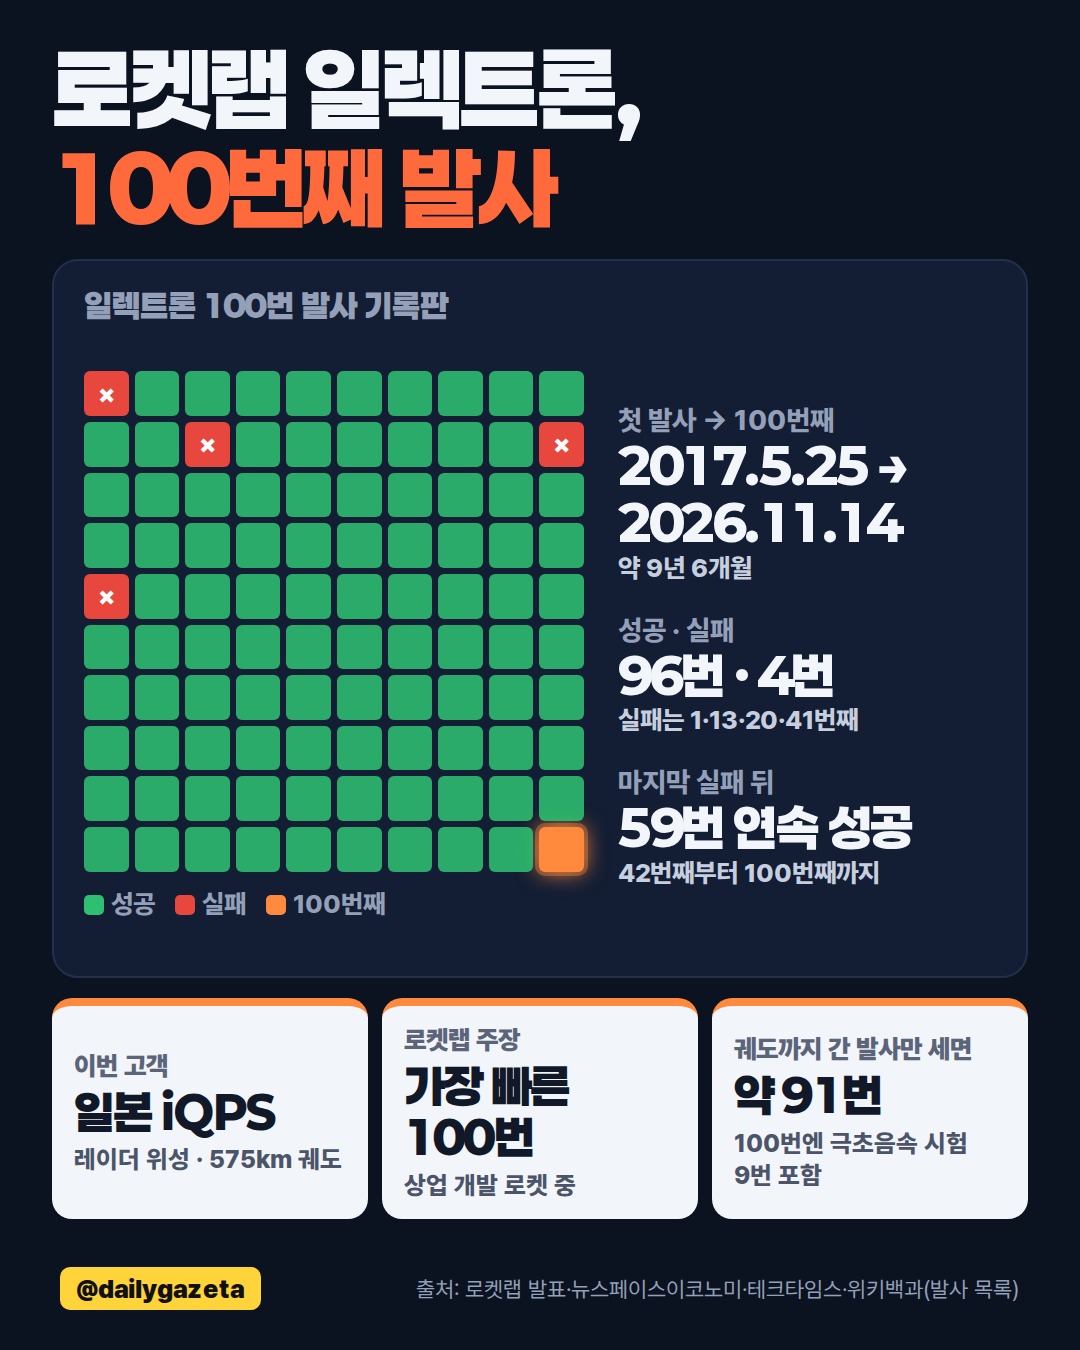 로켓랩 일렉트론,
100번째 발사
일렉트론 100번 발사 기록판
첫 발사 → 100번째
2017.5.25 →
2026.11.14
약 9년 6개월
성공 · 실패
96번 · 4번
실패는 1·13·20·41번째
마지막 실패 뒤
59번 연속 성공
42번째부터 100번째까지
성공 실패 100번째
이번 고객
일본 iQPS
레이더 위성 · 575km 궤도
로켓랩 주장
가장 빠른
100번
상업 개발 로켓 중
궤도까지 간 발사만 세면
약 91번
100번엔 극초음속 시험
9번 포함
@dailygazeta
출처: 로켓랩 발표·뉴스페이스이코노미·테크타임스·위키백과(발사 목록)